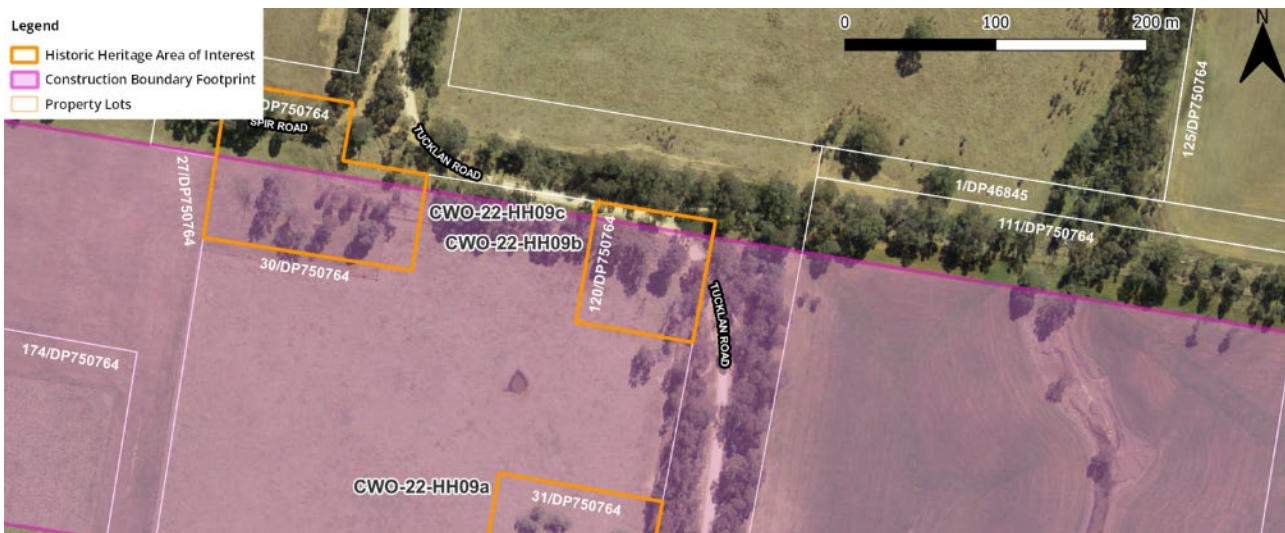 Legend
Historic Heritage Area of Interest
Construction Boundary Footprint
Property Lots
0 100 200 m
N
DP750764
SPIR ROAD
TUCKLAN ROAD
125/DP750764
27/DP750764
1/DP46845
111/DP750764
CWO-22-HH09c
CWO-22-HH09b
120/DP750764
30/DP750764
TUCKLAN ROAD
174/DP750764
CWO-22-HH09a
31/DP750764